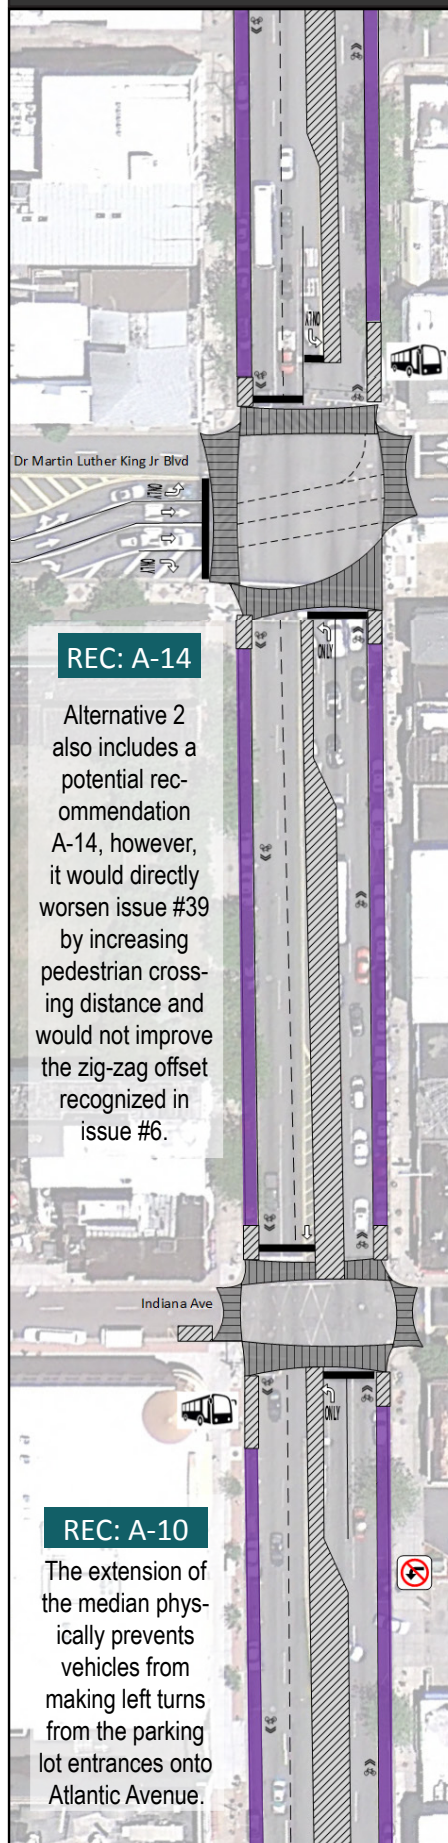 ONLY
Dr Martin Luther King Jr Blvd
ONLY
ONLY
ONLY
REC: A-14
Alternative 2
also includes a
potential rec-
ommendation
A-14, however,
it would directly
worsen issue #39
by increasing
pedestrian cross-
ing distance and
would not improve
the zig-zag offset
recognized in
issue #6.
Indiana Ave
ONLY
REC: A-10
The extension of
the median phys-
ically prevents
vehicles from
making left turns
from the parking
lot entrances onto
Atlantic Avenue.